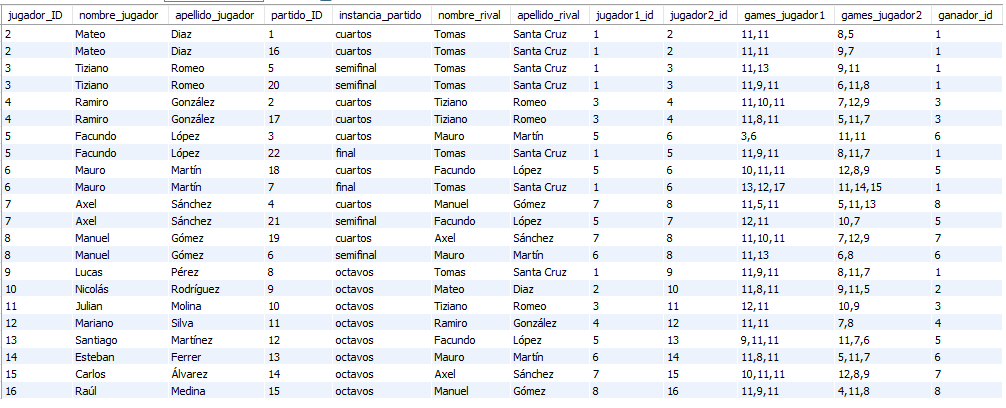 jugador_ID nombre_jugador apellido_jugador partido_ID instancia_partido nombre_rival apellido_rival jugador1_id jugador2_id games_jugador1 games_jugador2 ganador_id
2 Mateo Diaz 1 cuartos Tomas Santa Cruz 1 2 11,11 8,5 1
2 Mateo Diaz 16 cuartos Tomas Santa Cruz 1 2 11,11 9,7 1
3 Tiziano Romeo 5 semifinal Tomas Santa Cruz 1 3 11,13 9,11 1
3 Tiziano Romeo 20 semifinal Tomas Santa Cruz 1 3 11,9,11 6,11,8 1
4 Ramiro González 2 cuartos Tiziano Romeo 3 4 11,10,11 7,12,9 3
4 Ramiro González 17 cuartos Tiziano Romeo 3 4 11,8,11 5,11,7 3
5 Facundo López 3 cuartos Mauro Martín 5 6 3,6 11,11 6
5 Facundo López 22 final Tomas Santa Cruz 1 5 11,9,11 8,11,7 1
6 Mauro Martín 18 cuartos Facundo López 5 6 10,11,11 12,8,9 5
6 Mauro Martín 7 final Tomas Santa Cruz 1 6 13,12,17 11,14,15 1
7 Axel Sánchez 4 cuartos Manuel Gómez 7 8 11,5,11 5,11,13 8
7 Axel Sánchez 21 semifinal Facundo López 5 7 12,11 10,7 5
8 Manuel Gómez 19 cuartos Axel Sánchez 7 8 11,10,11 7,12,9 7
8 Manuel Gómez 6 semifinal Mauro Martín 6 8 11,13 6,8 6
9 Lucas Pérez 8 octavos Tomas Santa Cruz 1 9 11,9,11 8,11,7 1
10 Nicolás Rodríguez 9 octavos Mateo Diaz 2 10 11,8,11 9,11,5 2
11 Julian Molina 10 octavos Tiziano Romeo 3 11 12,11 10,9 3
12 Mariano Silva 11 octavos Ramiro González 4 12 11,11 7,8 4
13 Santiago Martínez 12 octavos Facundo López 5 13 9,11,11 11,7,6 5
14 Esteban Ferrer 13 octavos Mauro Martín 6 14 11,8,11 5,11,7 6
15 Carlos Álvarez 14 octavos Axel Sánchez 7 15 10,11,11 12,8,9 7
16 Raúl Medina 15 octavos Manuel Gómez 8 16 11,9,11 4,11,8 8